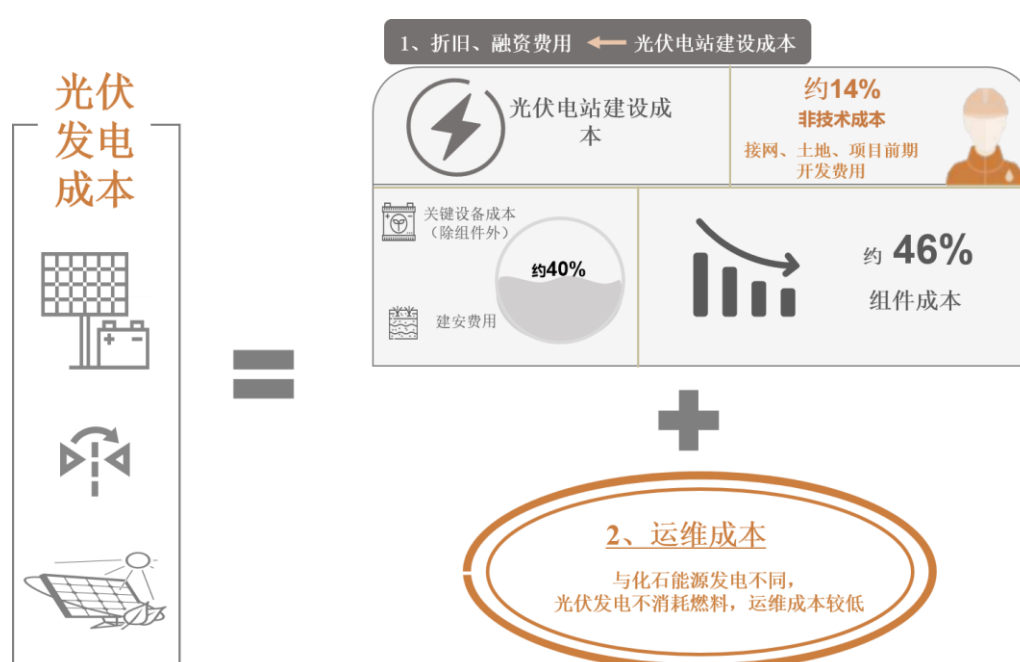 光伏
发电
成本
1、折旧、融资费用
光伏电站建设成本
光伏电站建设成
本
约14%
非技术成本
接网、土地、项目前期
开发费用
关键设备成本
（除组件外）
约40%
建安费用
约 46%
组件成本
2、运维成本
与化石能源发电不同，
光伏发电不消耗燃料，运维成本较低